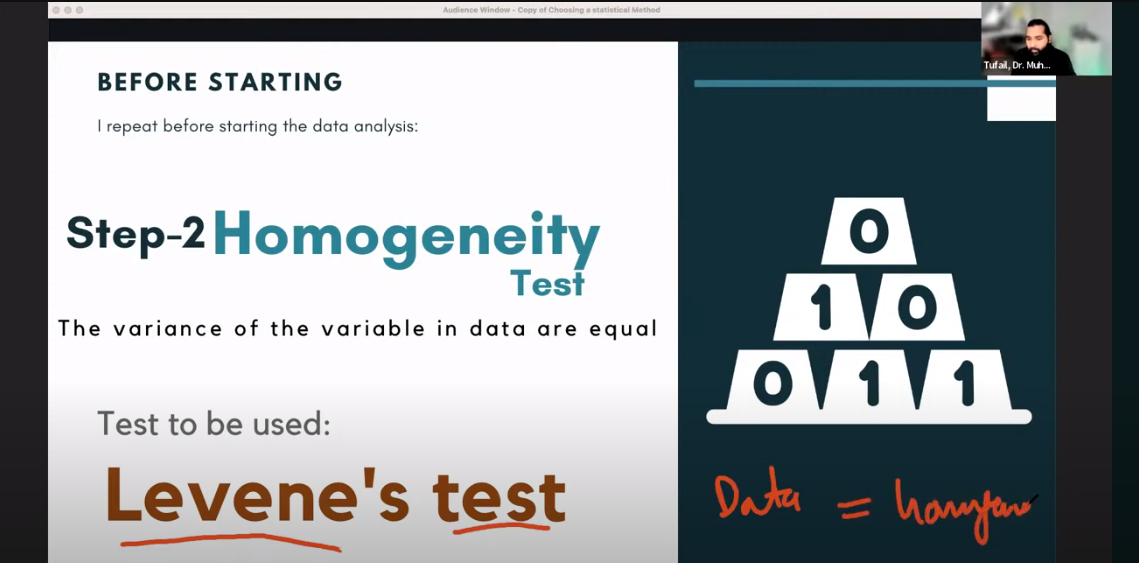 Audience Window - Copy of Choosing a statistical Method
Tufail, Dr. Muh...
BEFORE STARTING
I repeat before starting the data analysis:
Step-2 Homogeneity
Test
The variance of the variable in data are equal
Test to be used:
Levene's test
0
1 0
0 1 1
Data =